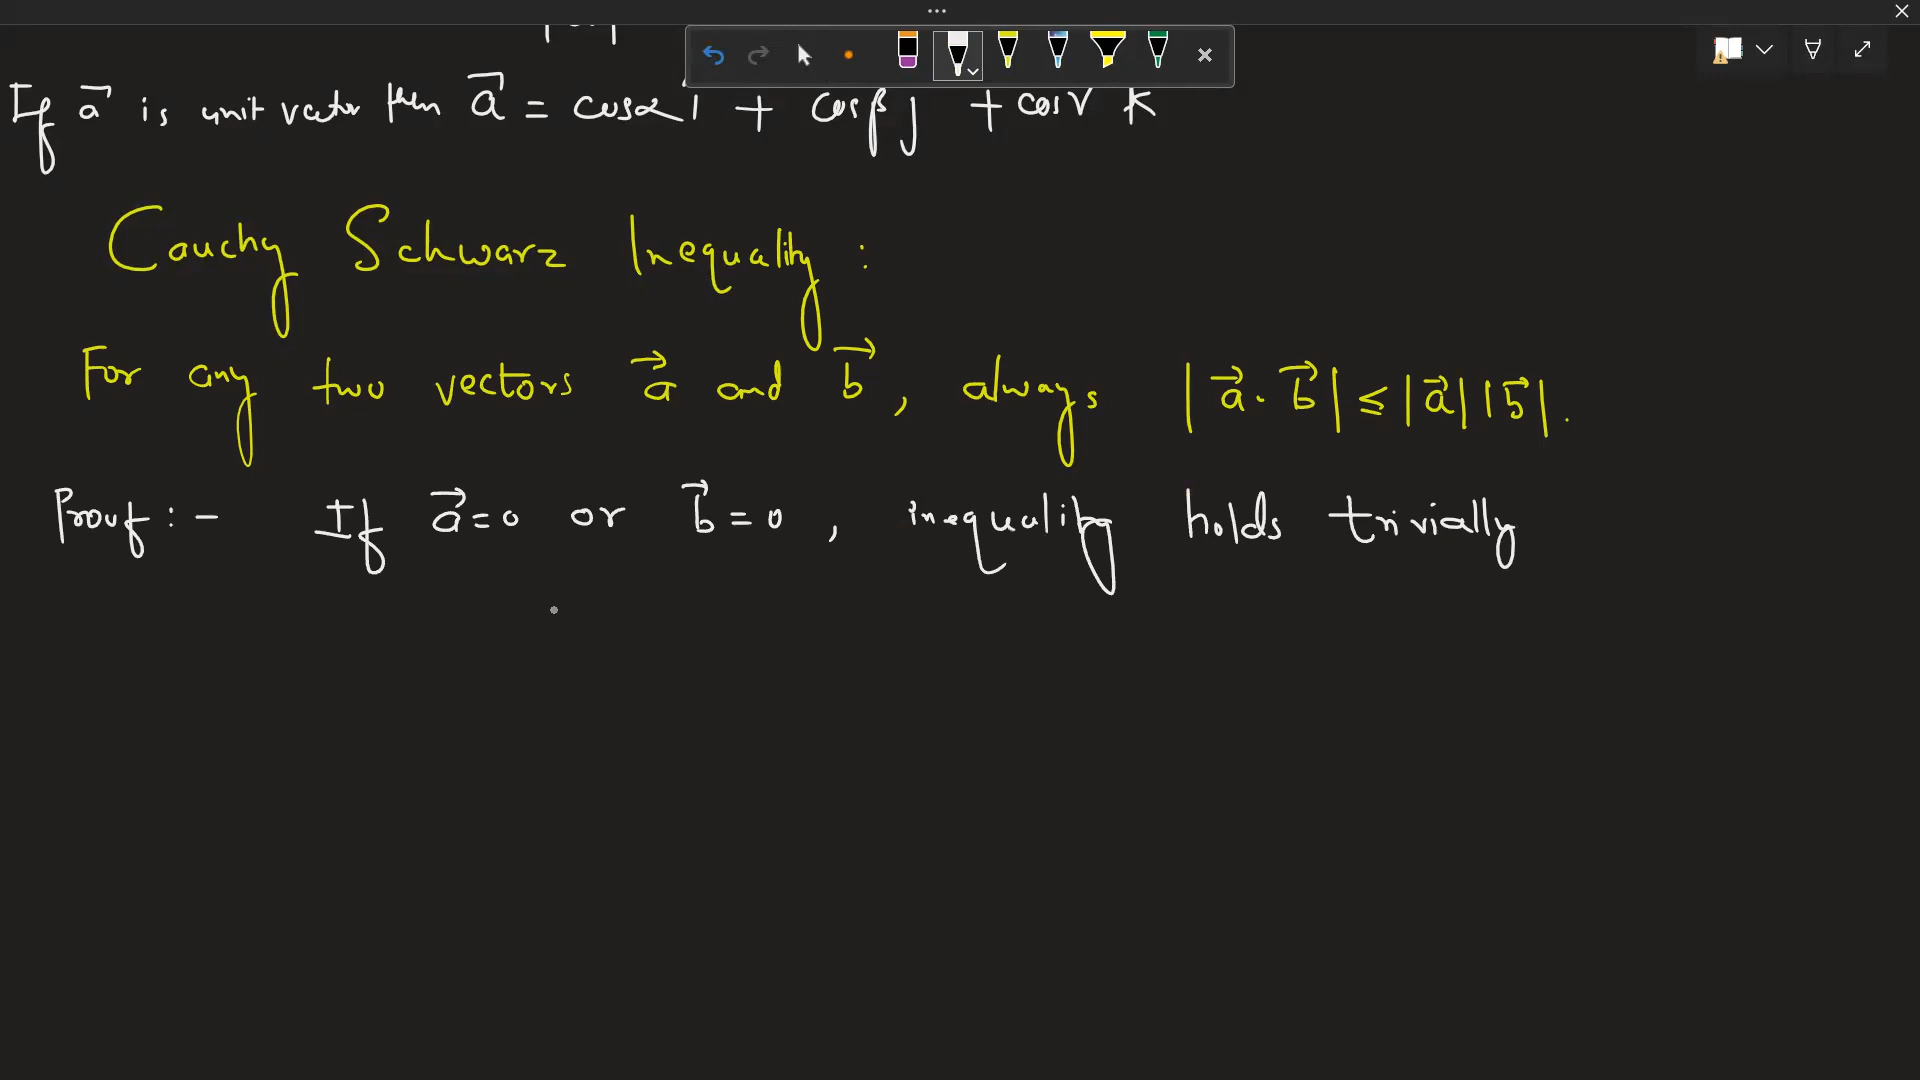 If a⃗ is unit vector then a⃗ = cosα i + cosβ j + cosγ k
Cauchy Schwarz Inequality :
For any two vectors a⃗ and b⃗, always |a⃗ . b⃗| ≤ |a⃗| |b⃗|.
Proof :- If a⃗ = 0 or b⃗ = 0, inequality holds trivially